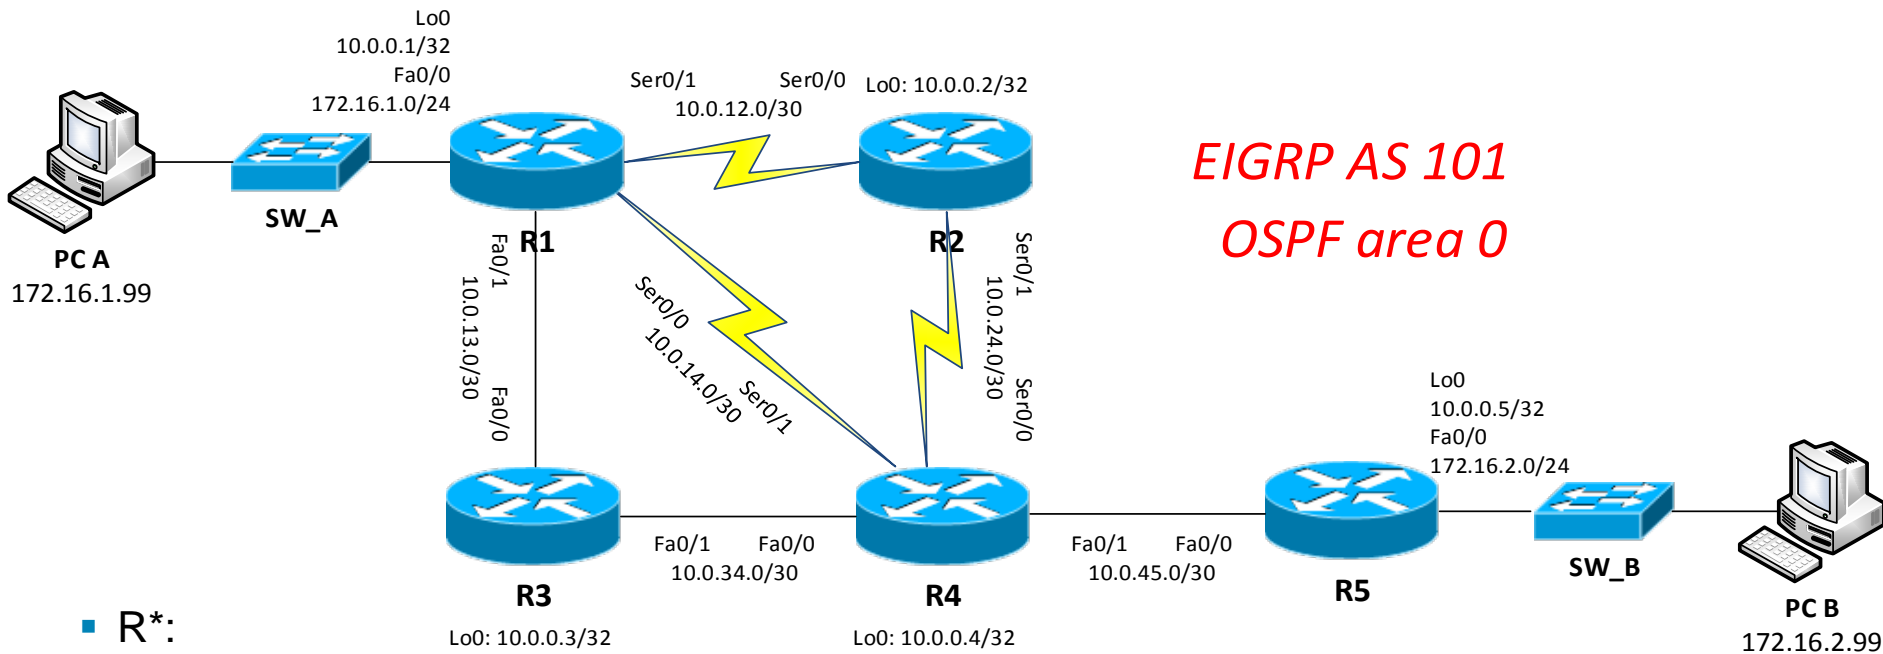 Lo0
10.0.0.1/32
Fa0/0
172.16.1.0/24
Ser0/1
Ser0/0
10.0.12.0/30
Lo0: 10.0.0.2/32
EIGRP AS 101
OSPF area 0
SW_A
R1
R2
PC A
172.16.1.99
Fa0/1
10.0.13.0/30
Fa0/0
Ser0/0
10.0.14.0/30
Ser0/1
Ser0/1
10.0.24.0/30
Ser0/0
Lo0
10.0.0.5/32
Fa0/0
172.16.2.0/24
Fa0/1
Fa0/0
10.0.34.0/30
Fa0/1
Fa0/0
10.0.45.0/30
R3
R4
R5
SW_B
PC B
172.16.2.99
Lo0: 10.0.0.3/32
Lo0: 10.0.0.4/32
▪ R*: